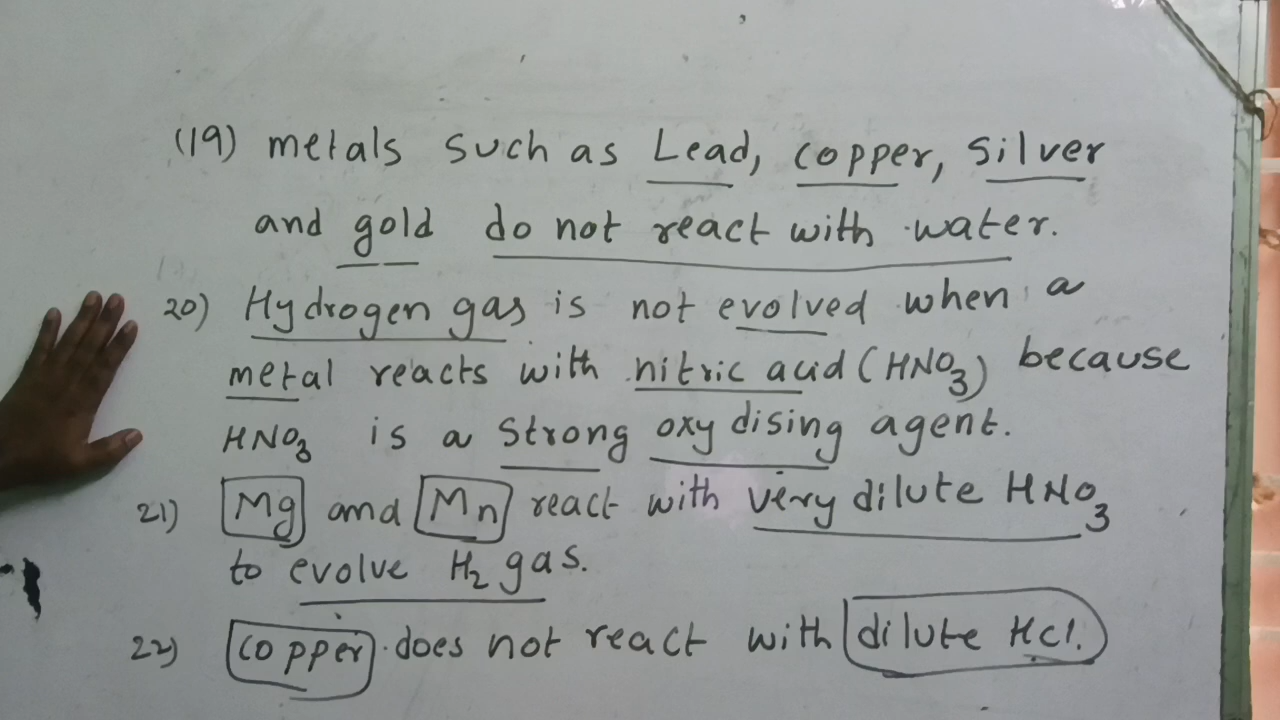 (19) metals such as Lead, copper, silver
and gold do not react with water.
20) Hydrogen gas is not evolved when a
metal reacts with nitric acid (HNO3) because
HNO3 is a strong oxydising agent.
21) Mg and Mn react with very dilute HNO3
to evolve H2 gas.
22) copper does not react with dilute HCl.